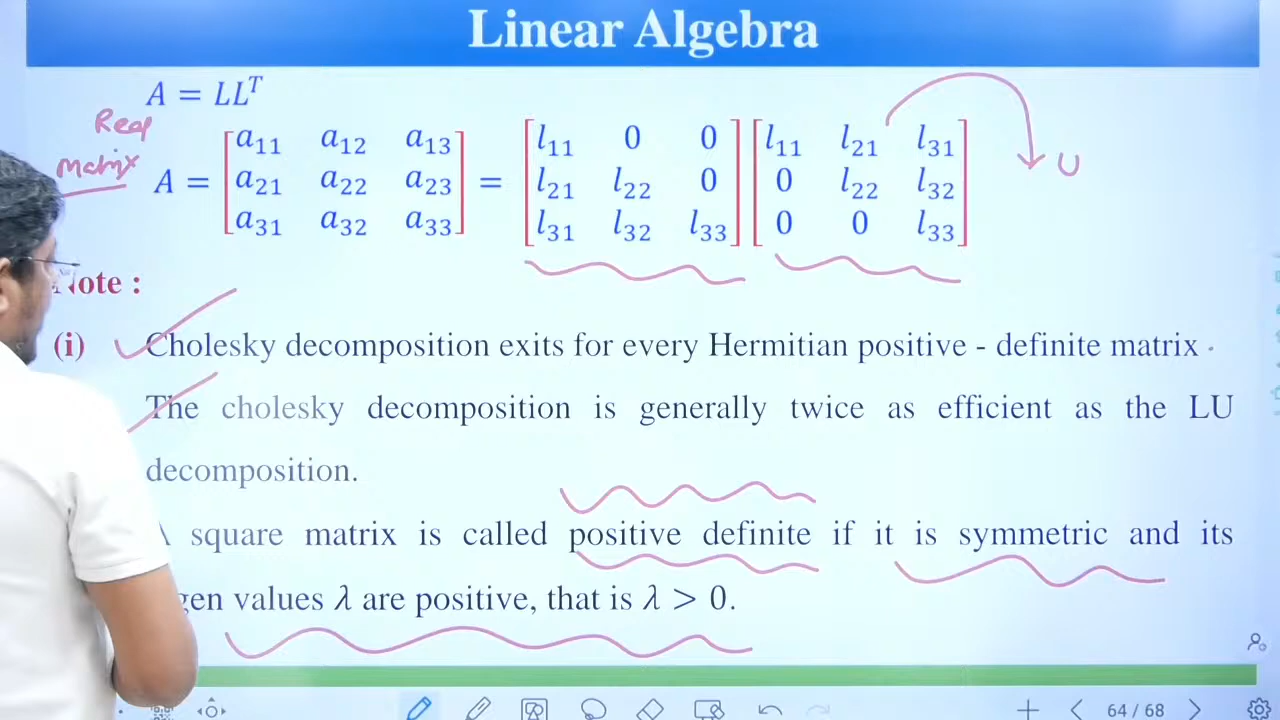 Linear Algebra
A = LL^T
Real
Matrix
A = [a₁₁ a₁₂ a₁₃; a₂₁ a₂₂ a₂₃; a₃₁ a₃₂ a₃₃] = [l₁₁ 0 0; l₂₁ l₂₂ 0; l₃₁ l₃₂ l₃₃] [l₁₁ l₂₁ l₃₁; 0 l₂₂ l₃₂; 0 0 l₃₃] U
Note :
(i) Cholesky decomposition exits for every Hermitian positive - definite matrix
The cholesky decomposition is generally twice as efficient as the LU
decomposition.
A square matrix is called positive definite if it is symmetric and its
gen values λ are positive, that is λ > 0.
64 / 68